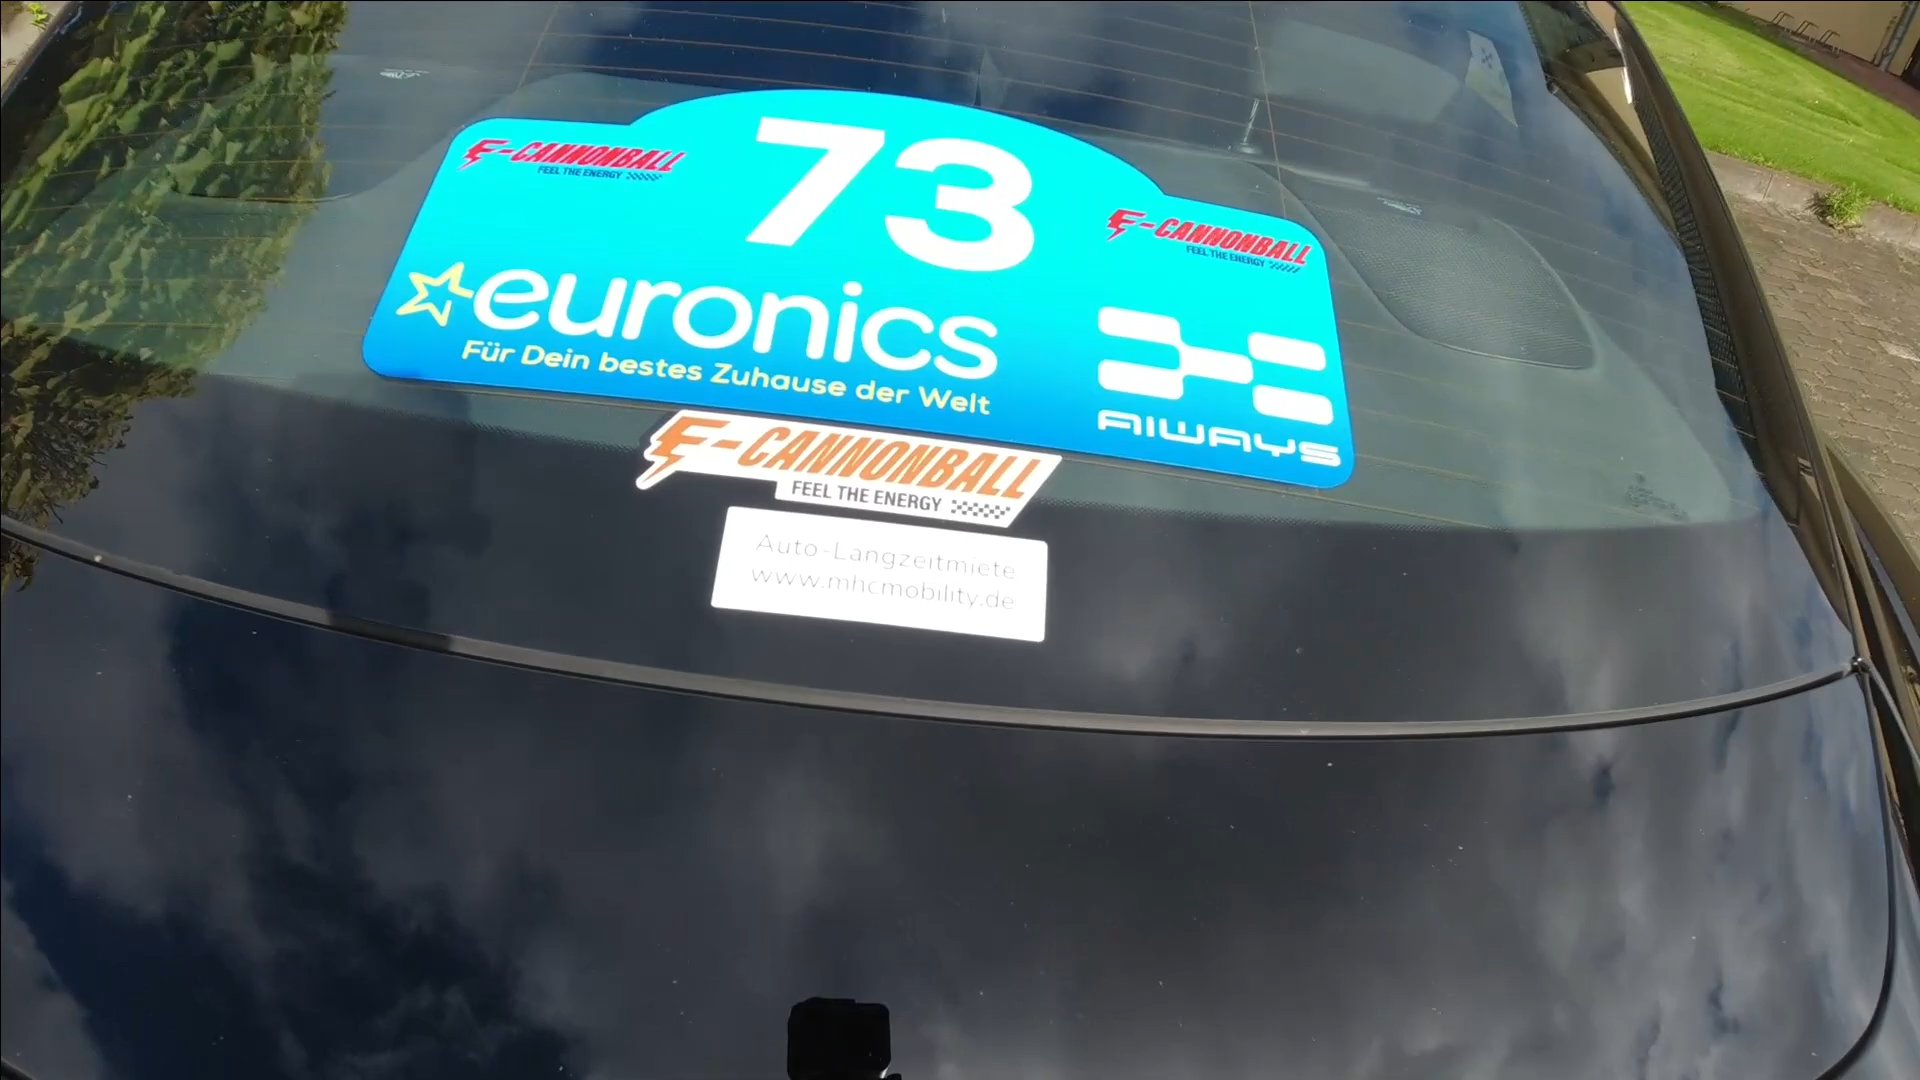 E-CANNONBALL
FEEL THE ENERGY
73
E-CANNONBALL
FEEL THE ENERGY
euronics
Für Dein bestes Zuhause der Welt
AIWAYS
E-CANNONBALL
FEEL THE ENERGY
Auto-Langzeitmiete
www.mhcmobility.de